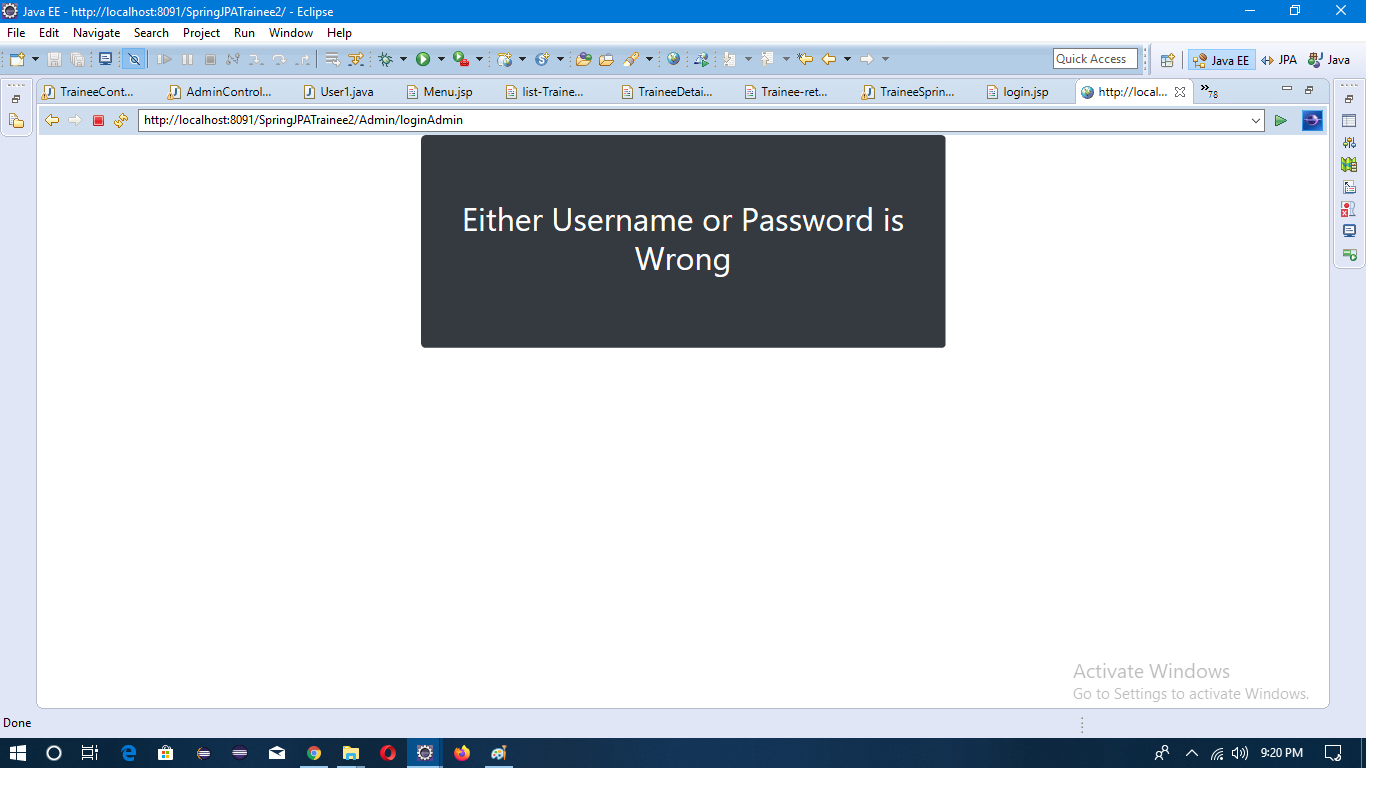 Java EE - http://localhost:8091/SpringJPATrainee2/ - Eclipse
File Edit Navigate Search Project Run Window Help
Quick Access Java EE JPA Java
TraineeCont... AdminControl... User1.java Menu.jsp list-Traine... TraineeDetai... Trainee-ret... TraineeSprin... login.jsp http://local... »78
http://localhost:8091/SpringJPATrainee2/Admin/loginAdmin
Either Username or Password is
Wrong
Activate Windows
Go to Settings to activate Windows.
Done
9:20 PM